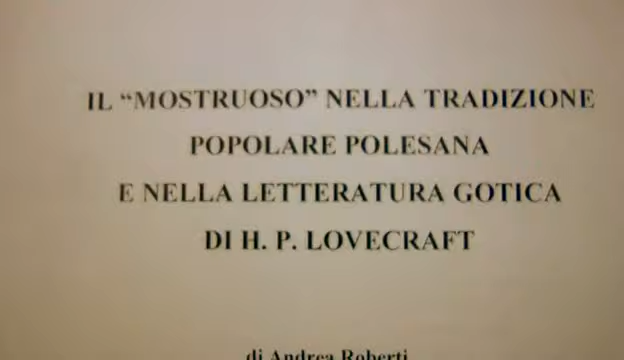 IL “MOSTRUOSO” NELLA TRADIZIONE
POPOLARE POLESANA
E NELLA LETTERATURA GOTICA
DI H. P. LOVECRAFT
di Andrea Roberti